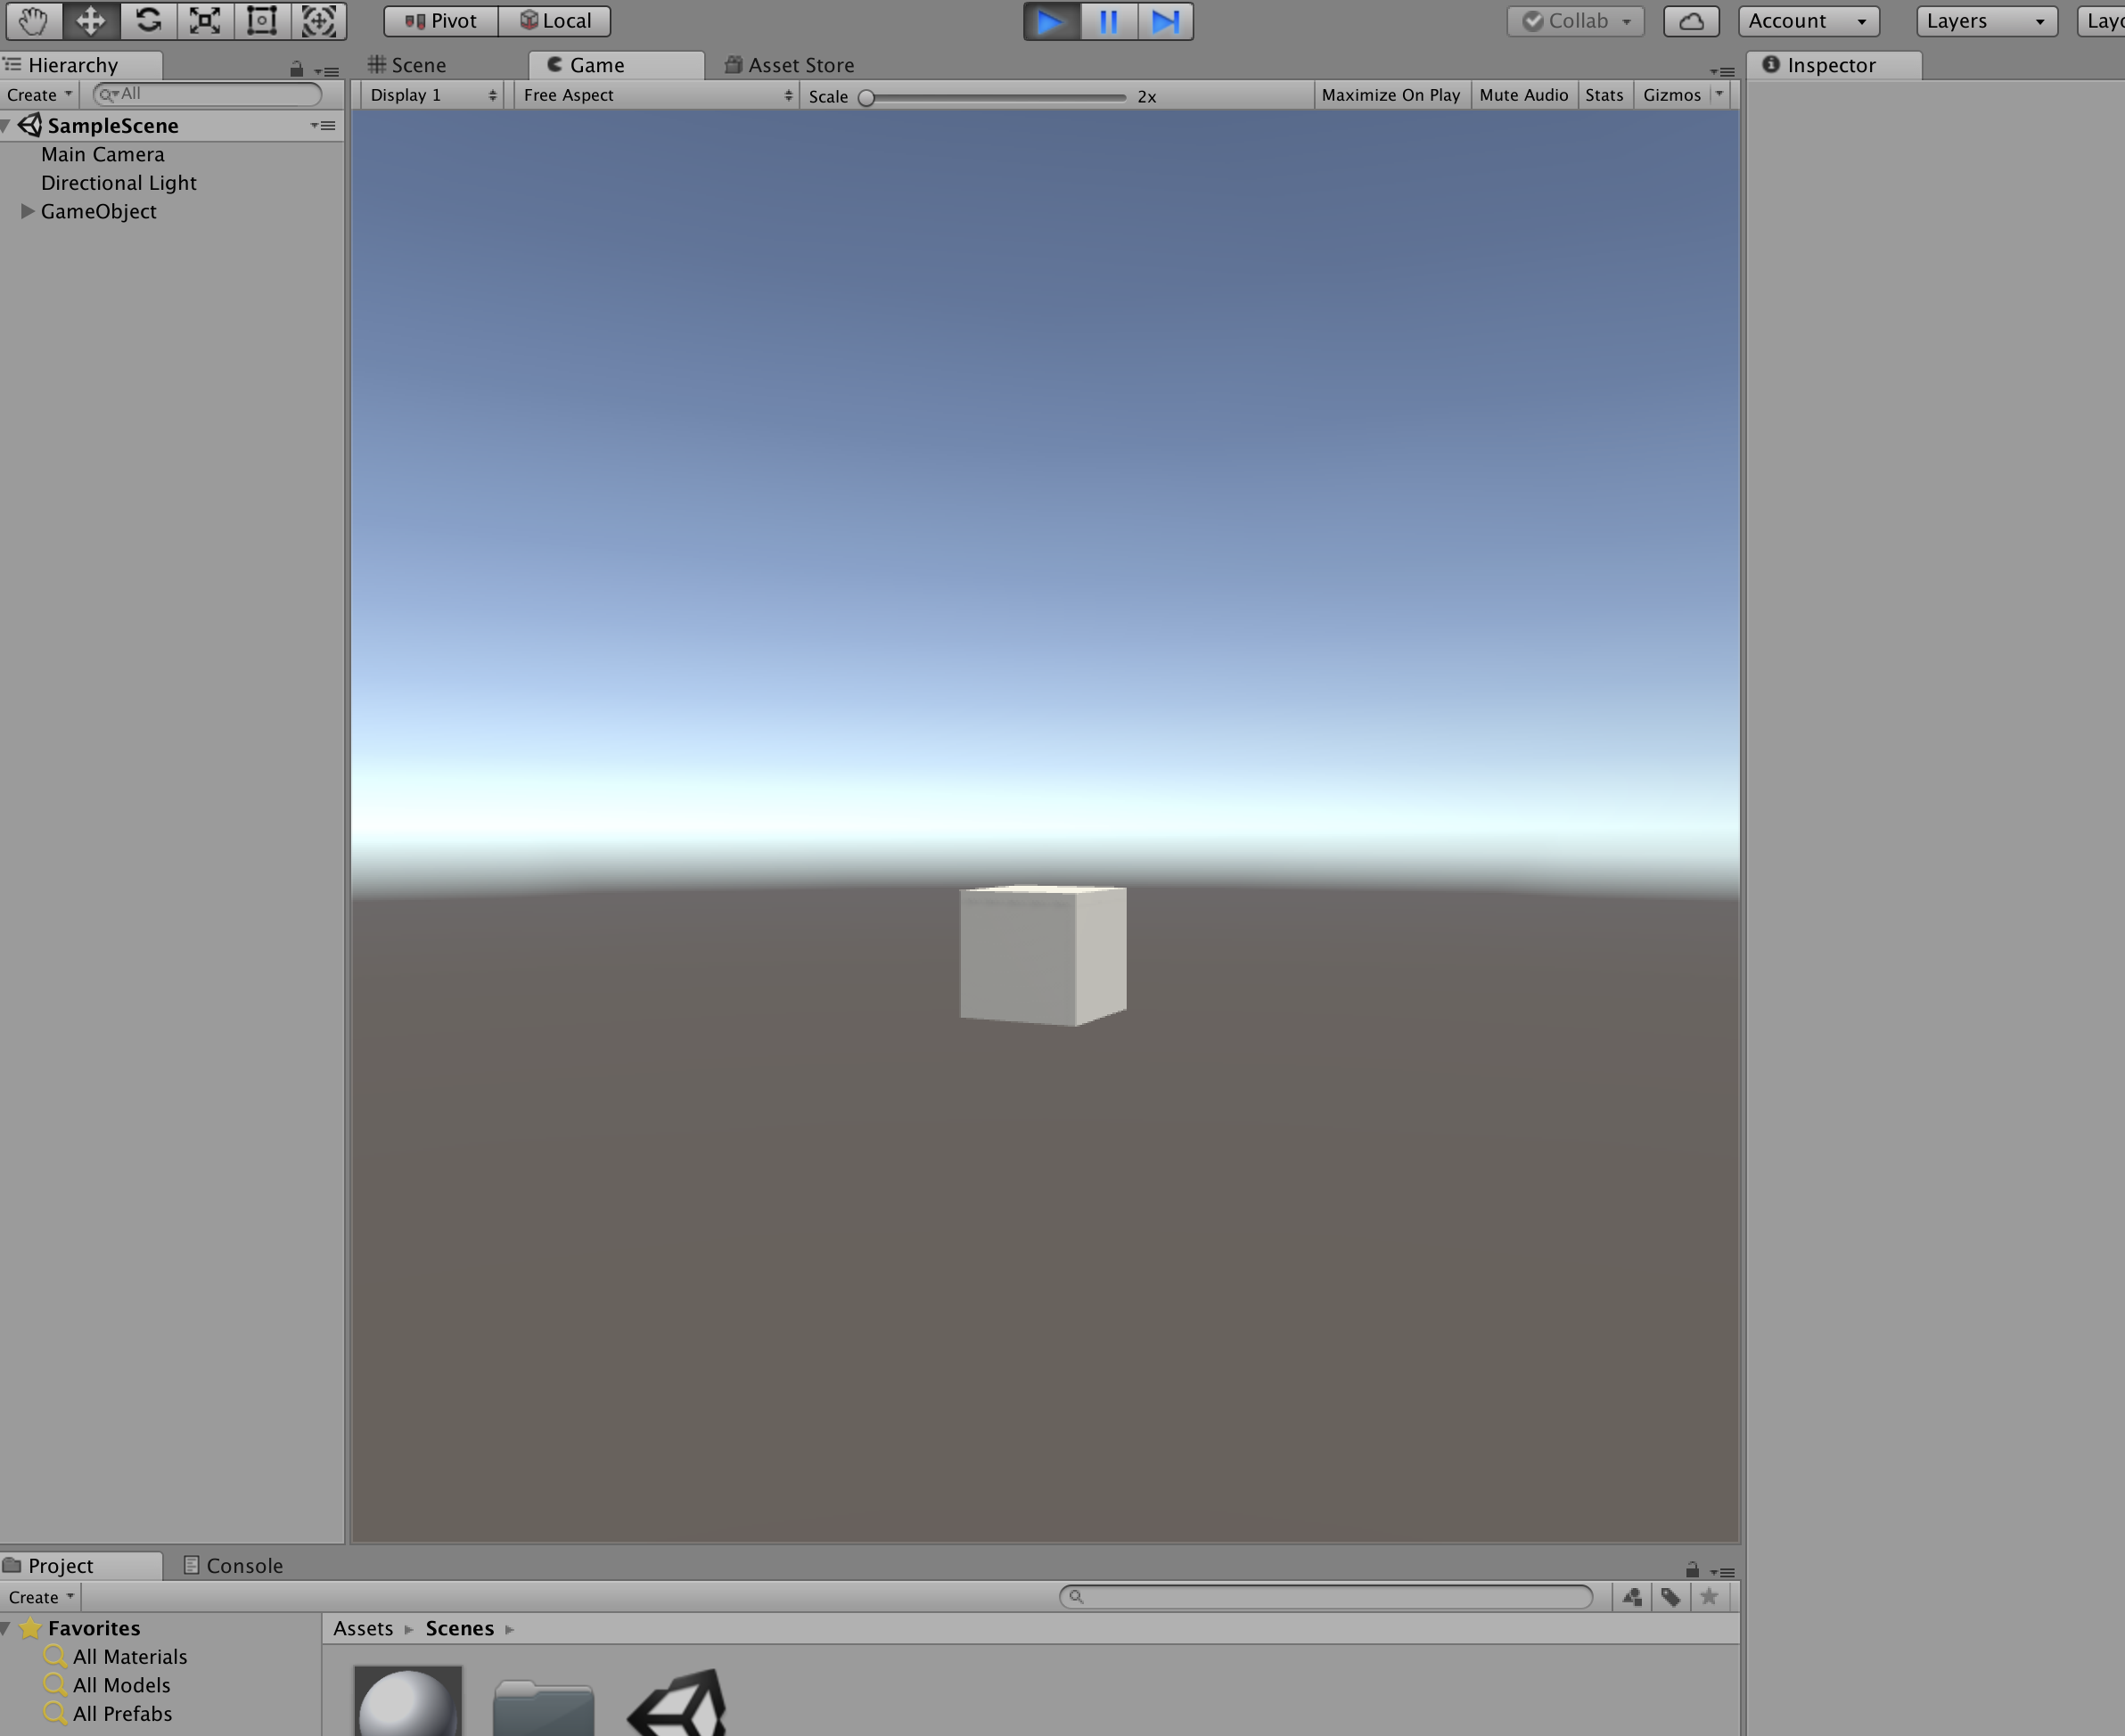 Pivot Local Collab Account Layers
Hierarchy Scene Game Asset Store Inspector
Create All Display 1 Free Aspect Scale 2x Maximize On Play Mute Audio Stats Gizmos
SampleScene
Main Camera
Directional Light
GameObject
Project Console
Create
Favorites Assets Scenes
All Materials
All Models
All Prefabs